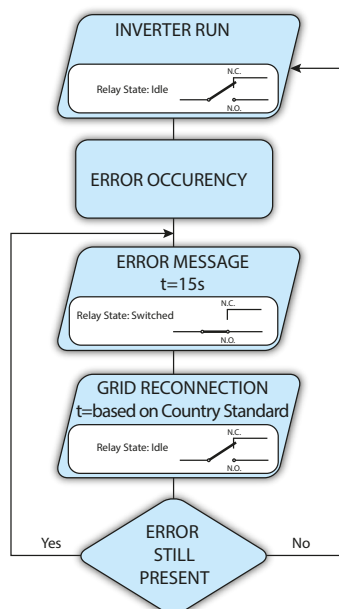 INVERTER RUN
N.C.
Relay State: Idle
N.O.
ERROR OCCURENCY
ERROR MESSAGE
t=15s
N.C.
Relay State: Switched
N.O.
GRID RECONNECTION
t=based on Country Standard
N.C.
Relay State: Idle
N.O.
Yes
ERROR
STILL
PRESENT
No